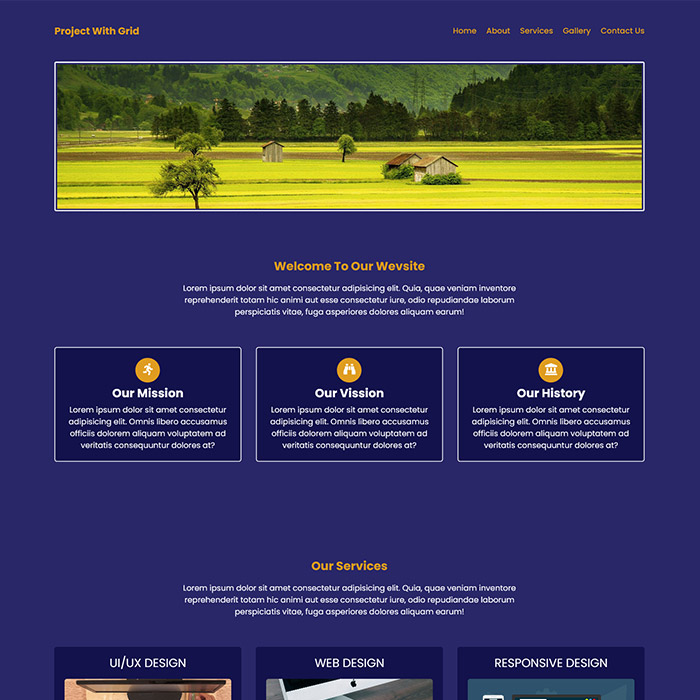 Project With Grid
Home About Services Gallery Contact Us
Welcome To Our Wevsite
Lorem ipsum dolor sit amet consectetur adipisicing elit. Quia, quae veniam inventore
reprehenderit totam hic animi aut esse consectetur iure, odio repudiandae laborum
perspiciatis vitae, fuga asperiores dolores aliquam earum!
Our Mission
Lorem ipsum dolor sit amet consectetur
adipisicing elit. Omnis libero accusamus
officiis dolorem aliquam voluptatem ad
veritatis consequuntur dolores at?
Our Vission
Lorem ipsum dolor sit amet consectetur
adipisicing elit. Omnis libero accusamus
officiis dolorem aliquam voluptatem ad
veritatis consequuntur dolores at?
Our History
Lorem ipsum dolor sit amet consectetur
adipisicing elit. Omnis libero accusamus
officiis dolorem aliquam voluptatem ad
veritatis consequuntur dolores at?
Our Services
Lorem ipsum dolor sit amet consectetur adipisicing elit. Quia, quae veniam inventore
reprehenderit totam hic animi aut esse consectetur iure, odio repudiandae laborum
perspiciatis vitae, fuga asperiores dolores aliquam earum!
UI/UX DESIGN
WEB DESIGN
RESPONSIVE DESIGN